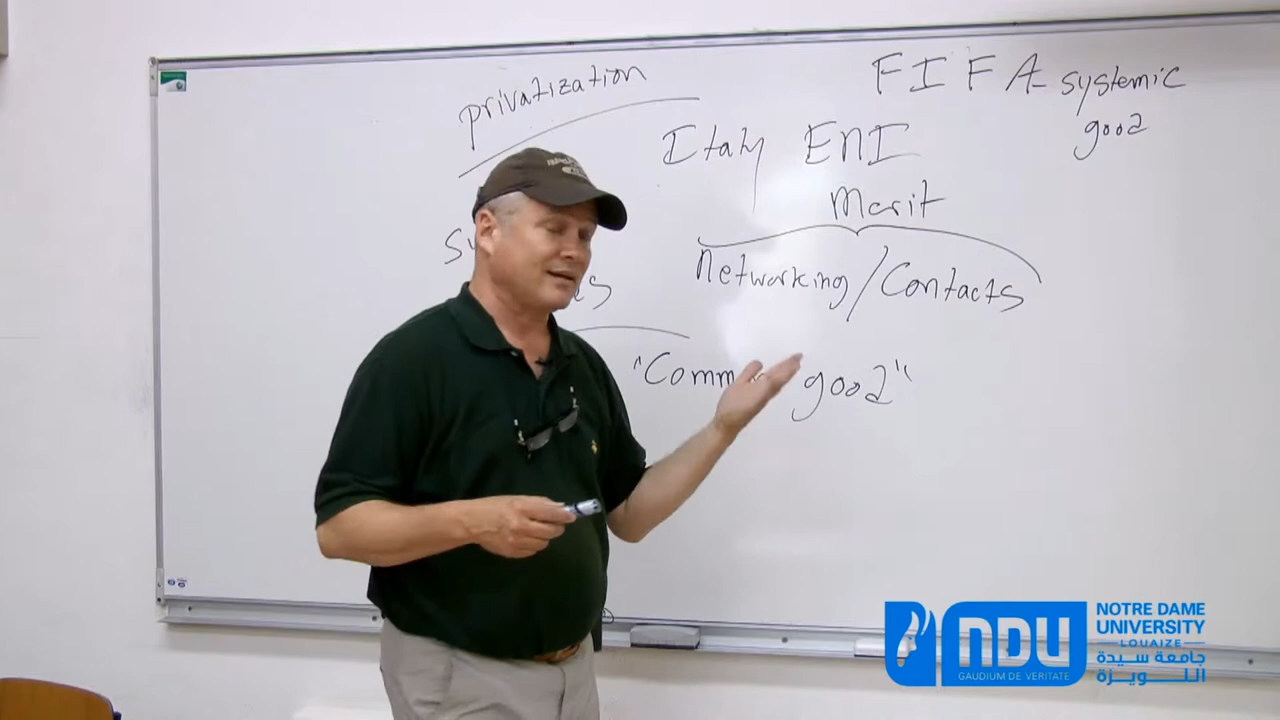 privatization
FIFA - systemic
good
Italy ENI
Merit
Networking/Contacts
good"
NDU
GAUDIUM DE VERITATE
NOTRE DAME
UNIVERSITY
LOUAIZE
جامعة سيدة
اللويزة